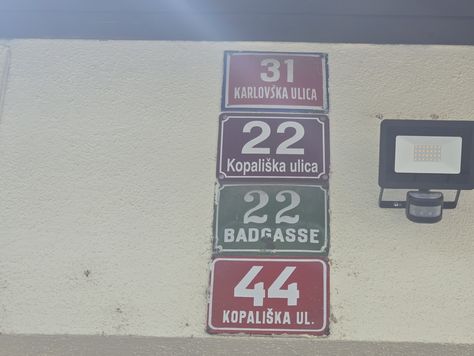 31
KARLOVŠKA ULICA
22
Kopališka ulica
22
BADGASSE
44
KOPALIŠKA UL.